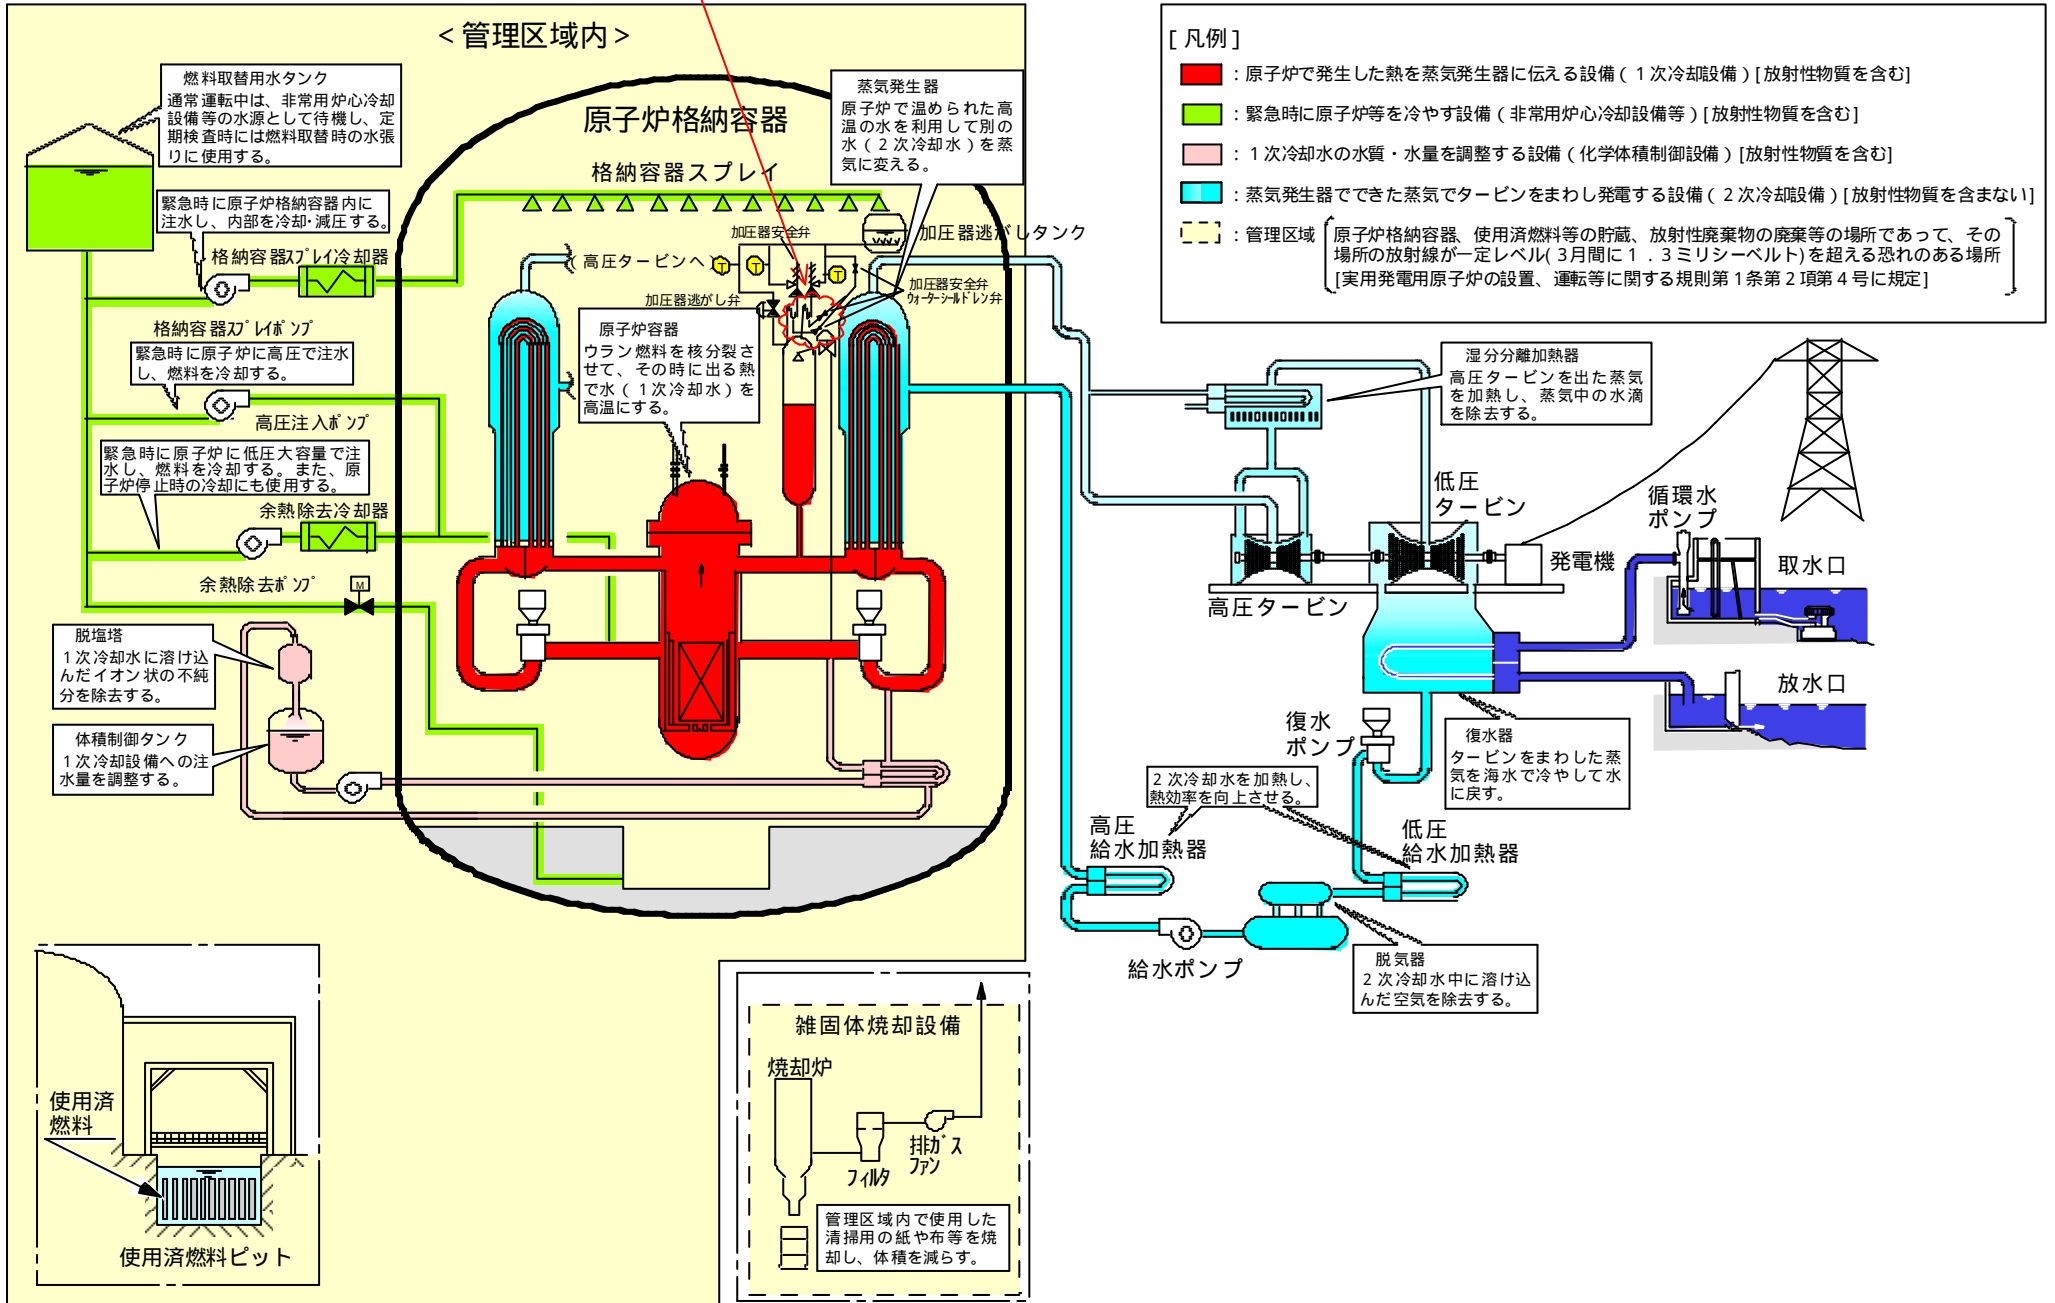 <管理区域内>
燃料取替用水タンク
通常運転中は、非常用炉心冷却
設備等の水源として待機し、定
期検査時には燃料取替時の水張
りに使用する。
緊急時に原子炉格納容器内に
注水し、内部を冷却・減圧する。
格納容器スプレイ冷却器
格納容器スプレイポンプ
緊急時に原子炉に高圧で注水
し、燃料を冷却する。
高圧注入ポンプ
緊急時に原子炉に低圧大容量で注
水し、燃料を冷却する。また、原
子炉停止時の冷却にも使用する。
余熱除去冷却器
余熱除去ポンプ
M
脱塩塔
１次冷却水に溶け込
んだイオン状の不純
分を除去する。
体積制御タンク
１次冷却設備への注
水量を調整する。
原子炉格納容器
格納容器スプレイ
蒸気発生器
原子炉で温められた高
温の水を利用して別の
水（２次冷却水）を蒸
気に変える。
加圧器安全弁
加圧器逃がしタンク
（高圧タービンへ）
T
T
T
加圧器安全弁
ウォーターシールドレン弁
加圧器逃がし弁
原子炉容器
ウラン燃料を核分裂さ
せて、その時に出る熱
で水（１次冷却水）を
高温にする。
[凡例]
：原子炉で発生した熱を蒸気発生器に伝える設備（１次冷却設備）[放射性物質を含む]
：緊急時に原子炉等を冷やす設備（非常用炉心冷却設備等）[放射性物質を含む]
：１次冷却水の水質・水量を調整する設備（化学体積制御設備）[放射性物質を含む]
：蒸気発生器でできた蒸気でタービンをまわし発電する設備（２次冷却設備）[放射性物質を含まない]
：管理区域
原子炉格納容器、使用済燃料等の貯蔵、放射性廃棄物の廃棄等の場所であって、その
場所の放射線が一定レベル(３月間に１．３ミリシーベルト)を超える恐れのある場所
[実用発電用原子炉の設置、運転等に関する規則第１条第２項第４号に規定]
湿分分離加熱器
高圧タービンを出た蒸気
を加熱し、蒸気中の水滴
を除去する。
低圧
タービン
高圧タービン
発電機
循環水
ポンプ
取水口
放水口
復水
ポンプ
復水器
タービンをまわした蒸
気を海水で冷やして水
に戻す。
２次冷却水を加熱し、
熱効率を向上させる。
高圧
給水加熱器
低圧
給水加熱器
給水ポンプ
脱気器
２次冷却水中に溶け込
んだ空気を除去する。
使用済
燃料
使用済燃料ピット
雑固体焼却設備
焼却炉
フィルタ
排ガス
ファン
管理区域内で使用した
清掃用の紙や布等を焼
却し、体積を減らす。